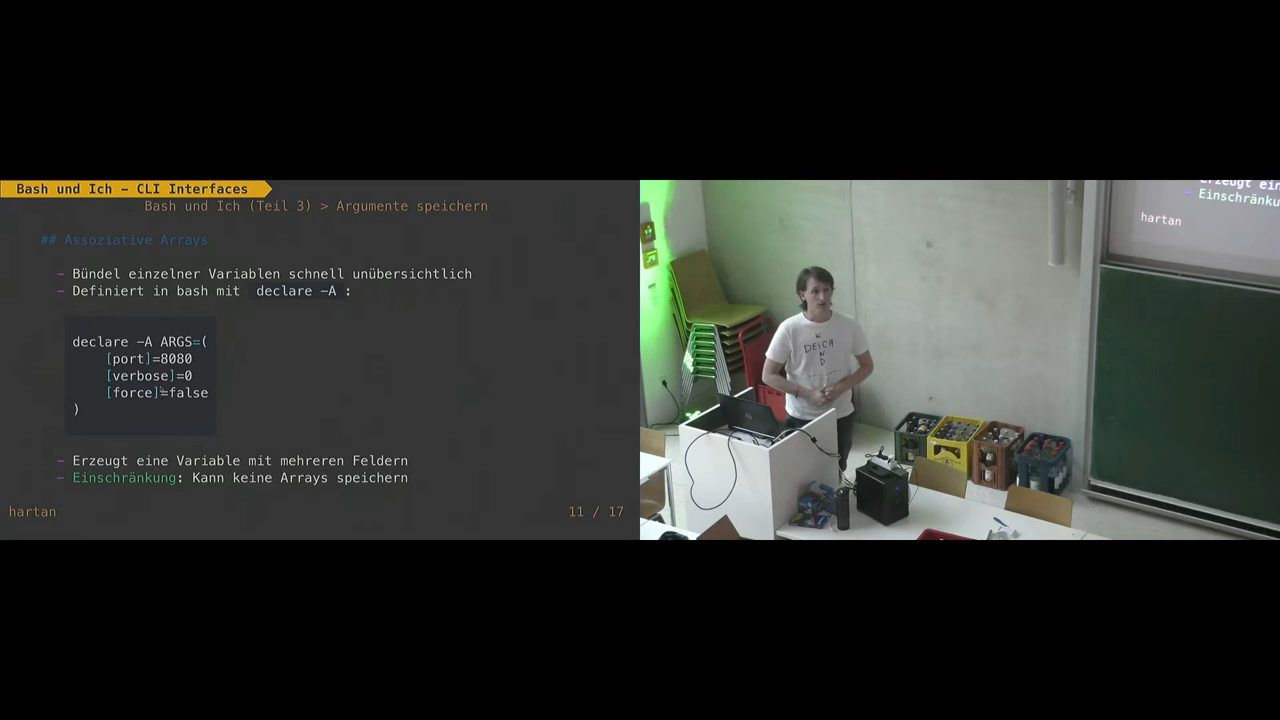 Bash und Ich - CLI Interfaces
Bash und Ich (Teil 3) > Argumente speichern
## Assoziative Arrays
- Bündel einzelner Variablen schnell unübersichtlich
- Definiert in bash mit declare -A :
declare -A ARGS=(
[port]=8080
[verbose]=0
[force]=false
)
- Erzeugt eine Variable mit mehreren Feldern
- Einschränkung: Kann keine Arrays speichern
hartan
11 / 17
K
DEICH
N
D
- Einschränku
hartan